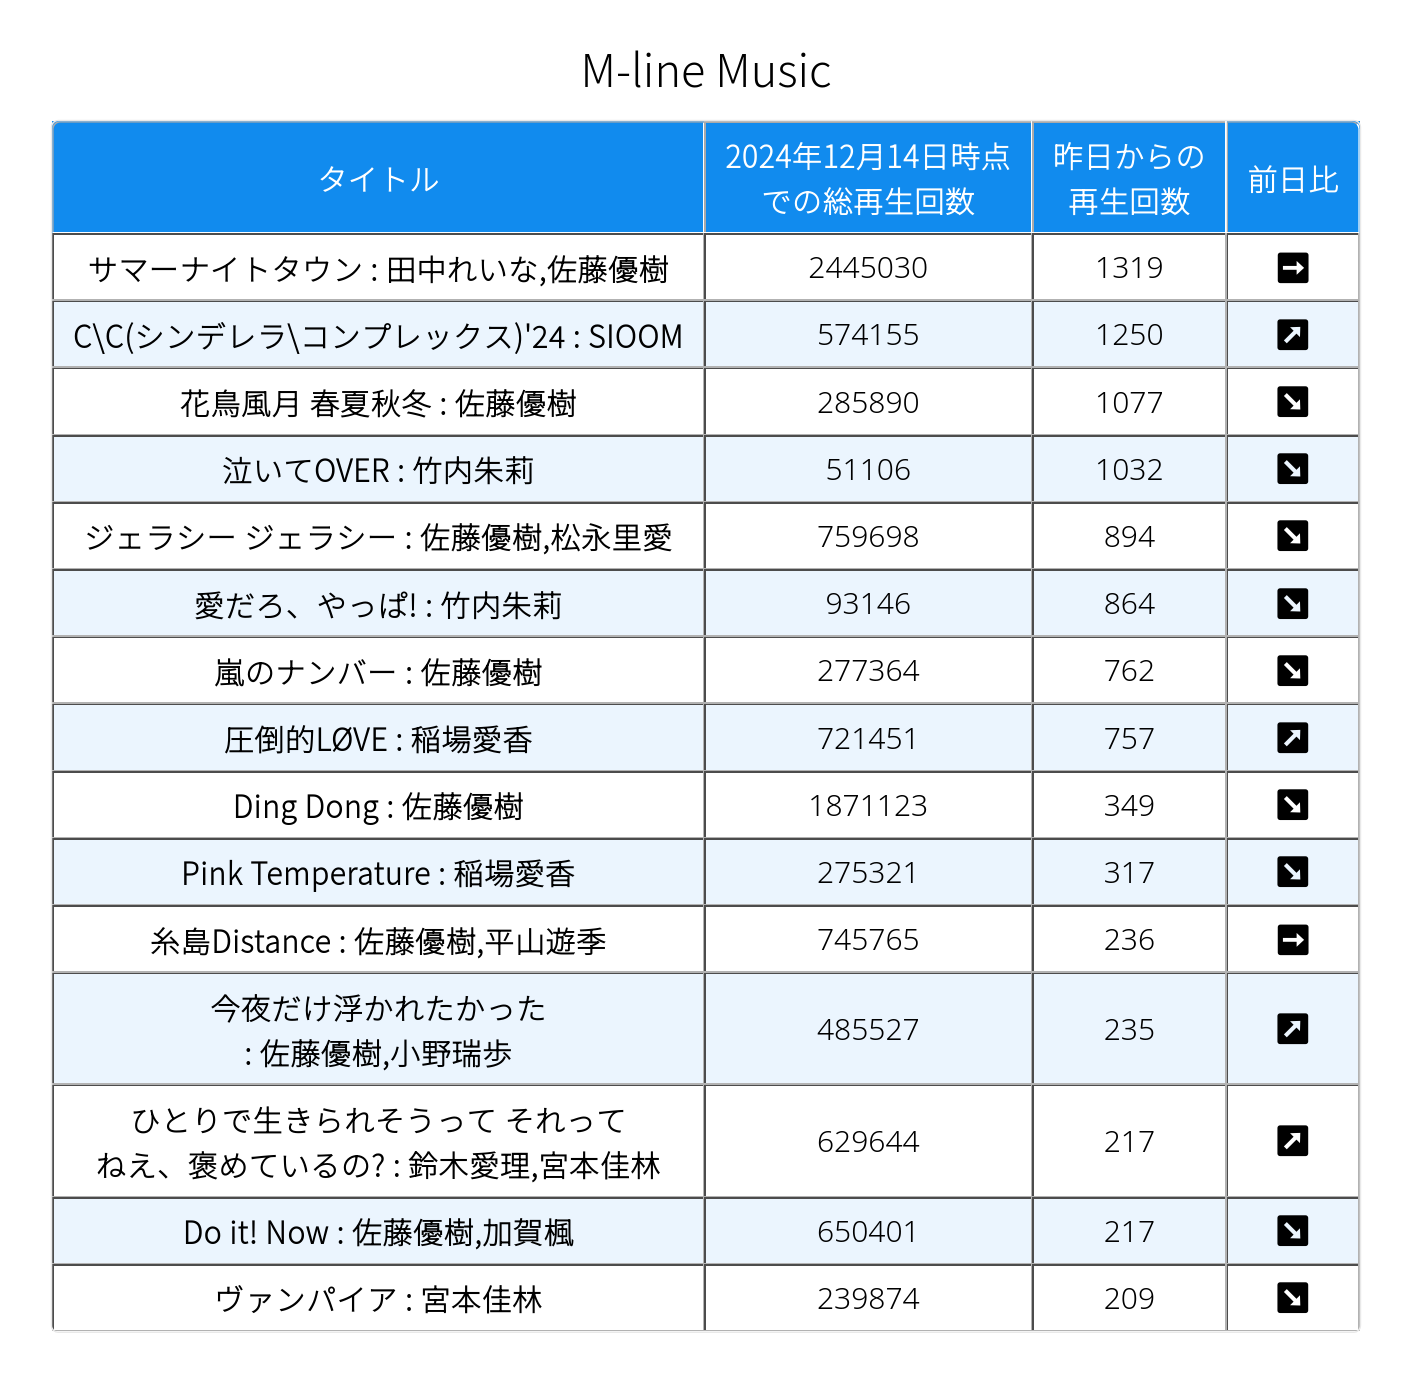 M-line Music
タイトル
2024年12月14日時点
での総再生回数
昨日からの
再生回数
前日比
サマーナイトタウン : 田中れいな,佐藤優樹 2445030 1319 ➡
C\C(シンデレラ\コンプレックス)'24 : SIOOM 574155 1250 ↗
花鳥風月 春夏秋冬 : 佐藤優樹 285890 1077 ↘
泣いてOVER : 竹内朱莉 51106 1032 ↘
ジェラシー ジェラシー : 佐藤優樹,松永里愛 759698 894 ↘
愛だろ、やっぱ! : 竹内朱莉 93146 864 ↘
嵐のナンバー : 佐藤優樹 277364 762 ↘
圧倒的LØVE : 稲場愛香 721451 757 ↗
Ding Dong : 佐藤優樹 1871123 349 ↘
Pink Temperature : 稲場愛香 275321 317 ↘
糸島Distance : 佐藤優樹,平山遊季 745765 236 ➡
今夜だけ浮かれたかった
: 佐藤優樹,小野瑞歩 485527 235 ↗
ひとりで生きられそうって それって
ねえ、褒めているの? : 鈴木愛理,宮本佳林 629644 217 ↗
Do it! Now : 佐藤優樹,加賀楓 650401 217 ↘
ヴァンパイア : 宮本佳林 239874 209 ↘